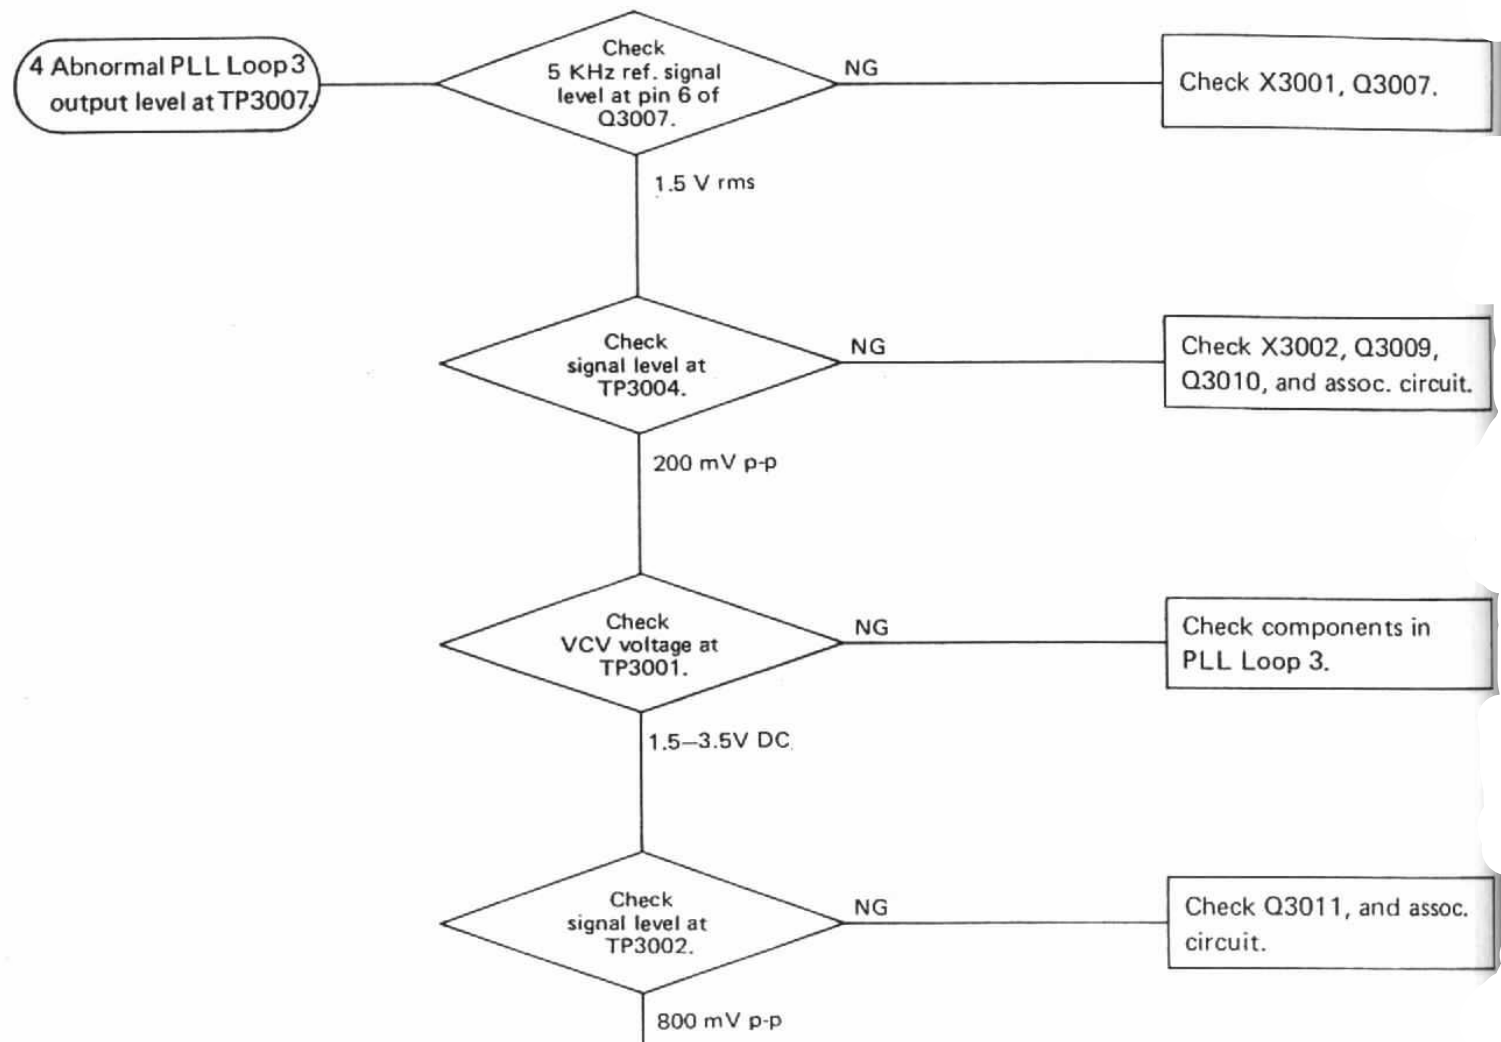 4 Abnormal PLL Loop 3
output level at TP3007.
Check
5 KHz ref. signal
level at pin 6 of
Q3007.
NG
Check X3001, Q3007.
1.5 V rms
Check
signal level at
TP3004.
NG
Check X3002, Q3009,
Q3010, and assoc. circuit.
200 mV p-p
Check
VCV voltage at
TP3001.
NG
Check components in
PLL Loop 3.
1.5–3.5V DC
Check
signal level at
TP3002.
NG
Check Q3011, and assoc.
circuit.
800 mV p-p